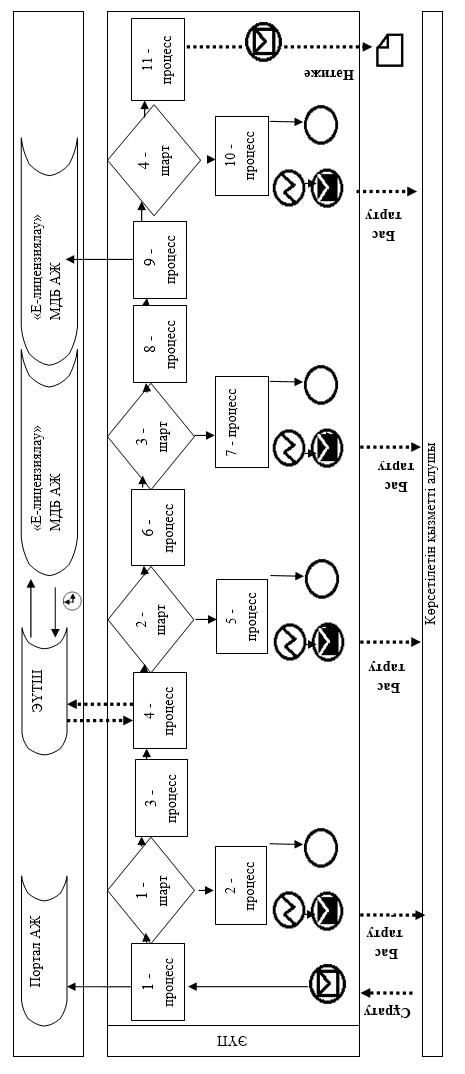 Портал АЖ
ЭҮТШ
«Е-лицензиялау»
МДБ АЖ
«Е-лицензиялау»
МДБ АЖ
ЭҮП
1 -
процесс
1 -
шарт
2 -
процесс
3 -
процесс
4 -
процесс
2 -
шарт
5 -
процесс
6 -
процесс
3 -
шарт
7 - процесс
8 -
процесс
9 -
процесс
4 -
шарт
10 -
процесс
11 -
процесс
Сұрату
Бас
тарту
Бас
тарту
Бас
тарту
Бас
тарту
Нәтиже
Көрсетілетін қызметті алушы